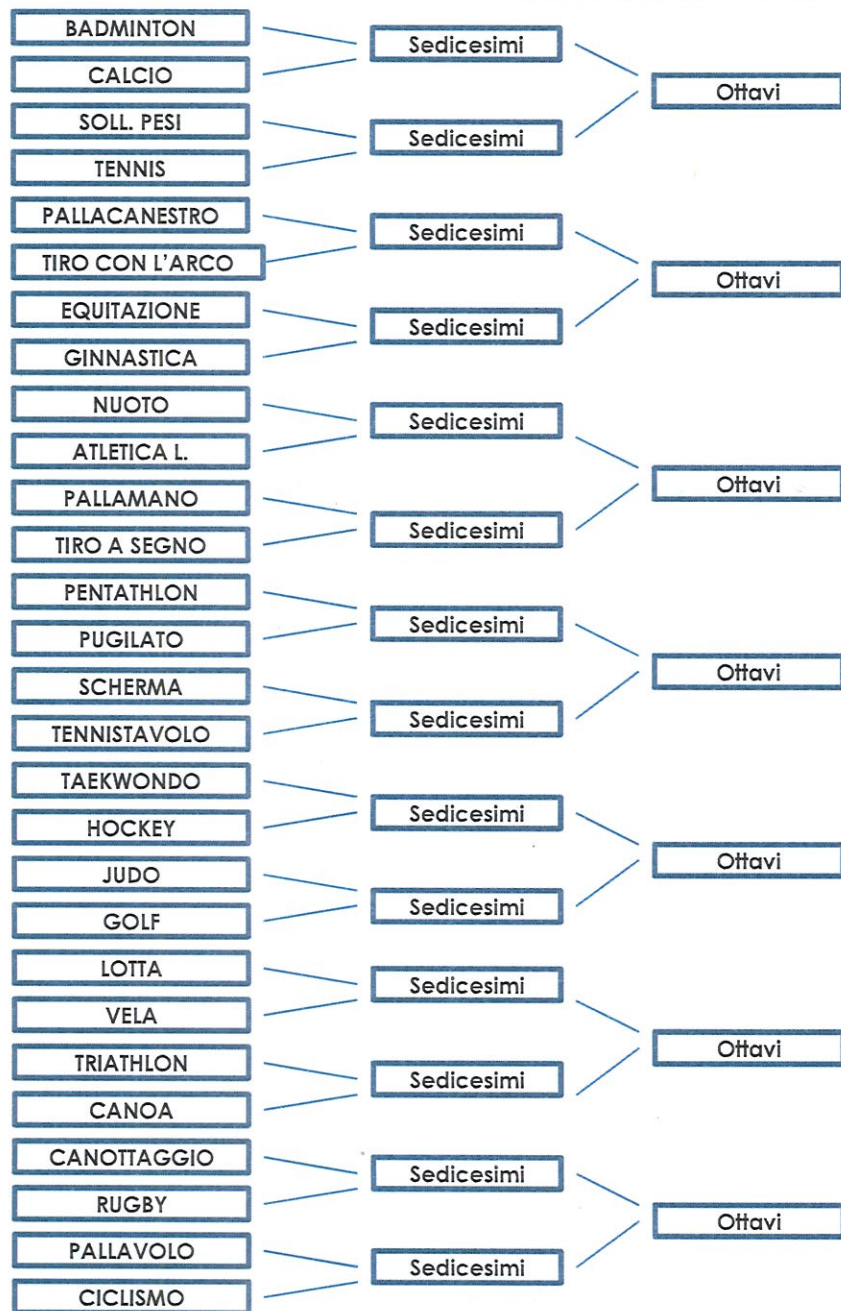 BADMINTON
CALCIO
SOLL. PESI
TENNIS
PALLACANESTRO
TIRO CON L'ARCO
EQUITAZIONE
GINNASTICA
NUOTO
ATLETICA L.
PALLAMANO
TIRO A SEGNO
PENTATHLON
PUGILATO
SCHERMA
TENNISTAVOLO
TAEKWONDO
HOCKEY
JUDO
GOLF
LOTTA
VELA
TRIATHLON
CANOA
CANOTTAGGIO
RUGBY
PALLAVOLO
CICLISMO
Sedicesimi
Sedicesimi
Sedicesimi
Sedicesimi
Sedicesimi
Sedicesimi
Sedicesimi
Sedicesimi
Sedicesimi
Sedicesimi
Sedicesimi
Sedicesimi
Sedicesimi
Sedicesimi
Ottavi
Ottavi
Ottavi
Ottavi
Ottavi
Ottavi
Ottavi